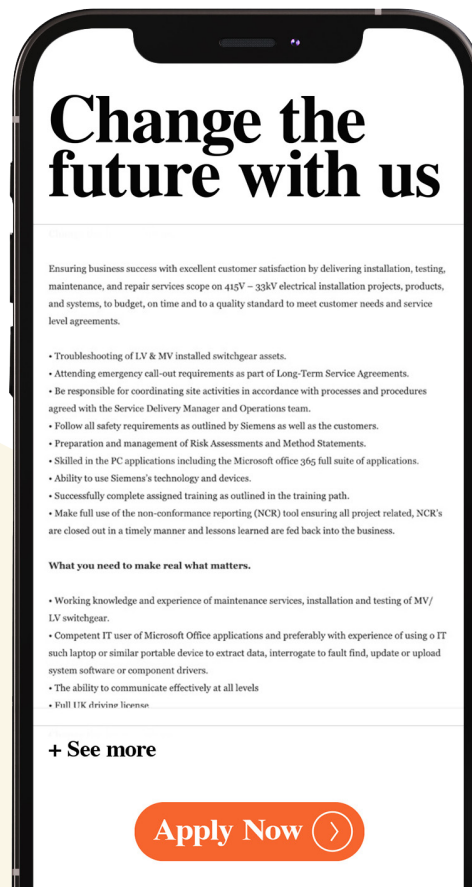 Change the
future with us
Ensuring business success with excellent customer satisfaction by delivering installation, testing,
maintenance, and repair services scope on 415V – 33kV electrical installation projects, products,
and systems, to budget, on time and to a quality standard to meet customer needs and service
level agreements.
• Troubleshooting of LV & MV installed switchgear assets.
• Attending emergency call-out requirements as part of Long-Term Service Agreements.
• Be responsible for coordinating site activities in accordance with processes and procedures
agreed with the Service Delivery Manager and Operations team.
• Follow all safety requirements as outlined by Siemens as well as the customers.
• Preparation and management of Risk Assessments and Method Statements.
• Skilled in the PC applications including the Microsoft office 365 full suite of applications.
• Ability to use Siemens's technology and devices.
• Successfully complete assigned training as outlined in the training path.
• Make full use of the non-conformance reporting (NCR) tool ensuring all project related, NCR's
are closed out in a timely manner and lessons learned are fed back into the business.
What you need to make real what matters.
• Working knowledge and experience of maintenance services, installation and testing of MV/
LV switchgear.
• Competent IT user of Microsoft Office applications and preferably with experience of using o IT
such laptop or similar portable device to extract data, interrogate to fault find, update or upload
system software or component drivers.
• The ability to communicate effectively at all levels
• Full UK driving license
+ See more
Apply Now